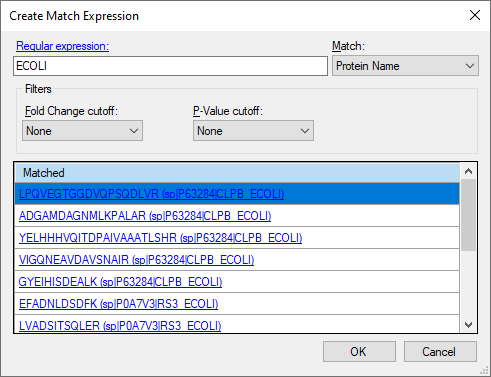 Create Match Expression
Regular expression:
Match:
ECOLI
Protein Name
Filters
Fold Change cutoff:
P-Value cutoff:
None
None
Matched
LPQVEGTGGDVQPSQDLVR (sp|P63284|CLPB_ECOLI)
ADGAMDAGNMLKPALAR (sp|P63284|CLPB_ECOLI)
YELHHHVQITDPAIVAAATLSHR (sp|P63284|CLPB_ECOLI)
VIGQNEAVDAVSNAIR (sp|P63284|CLPB_ECOLI)
GYEIHISDEALK (sp|P63284|CLPB_ECOLI)
EFADNLDSDFK (sp|P0A7V3|RS3_ECOLI)
LVADSITSQLER (sp|P0A7V3|RS3_ECOLI)
OK
Cancel